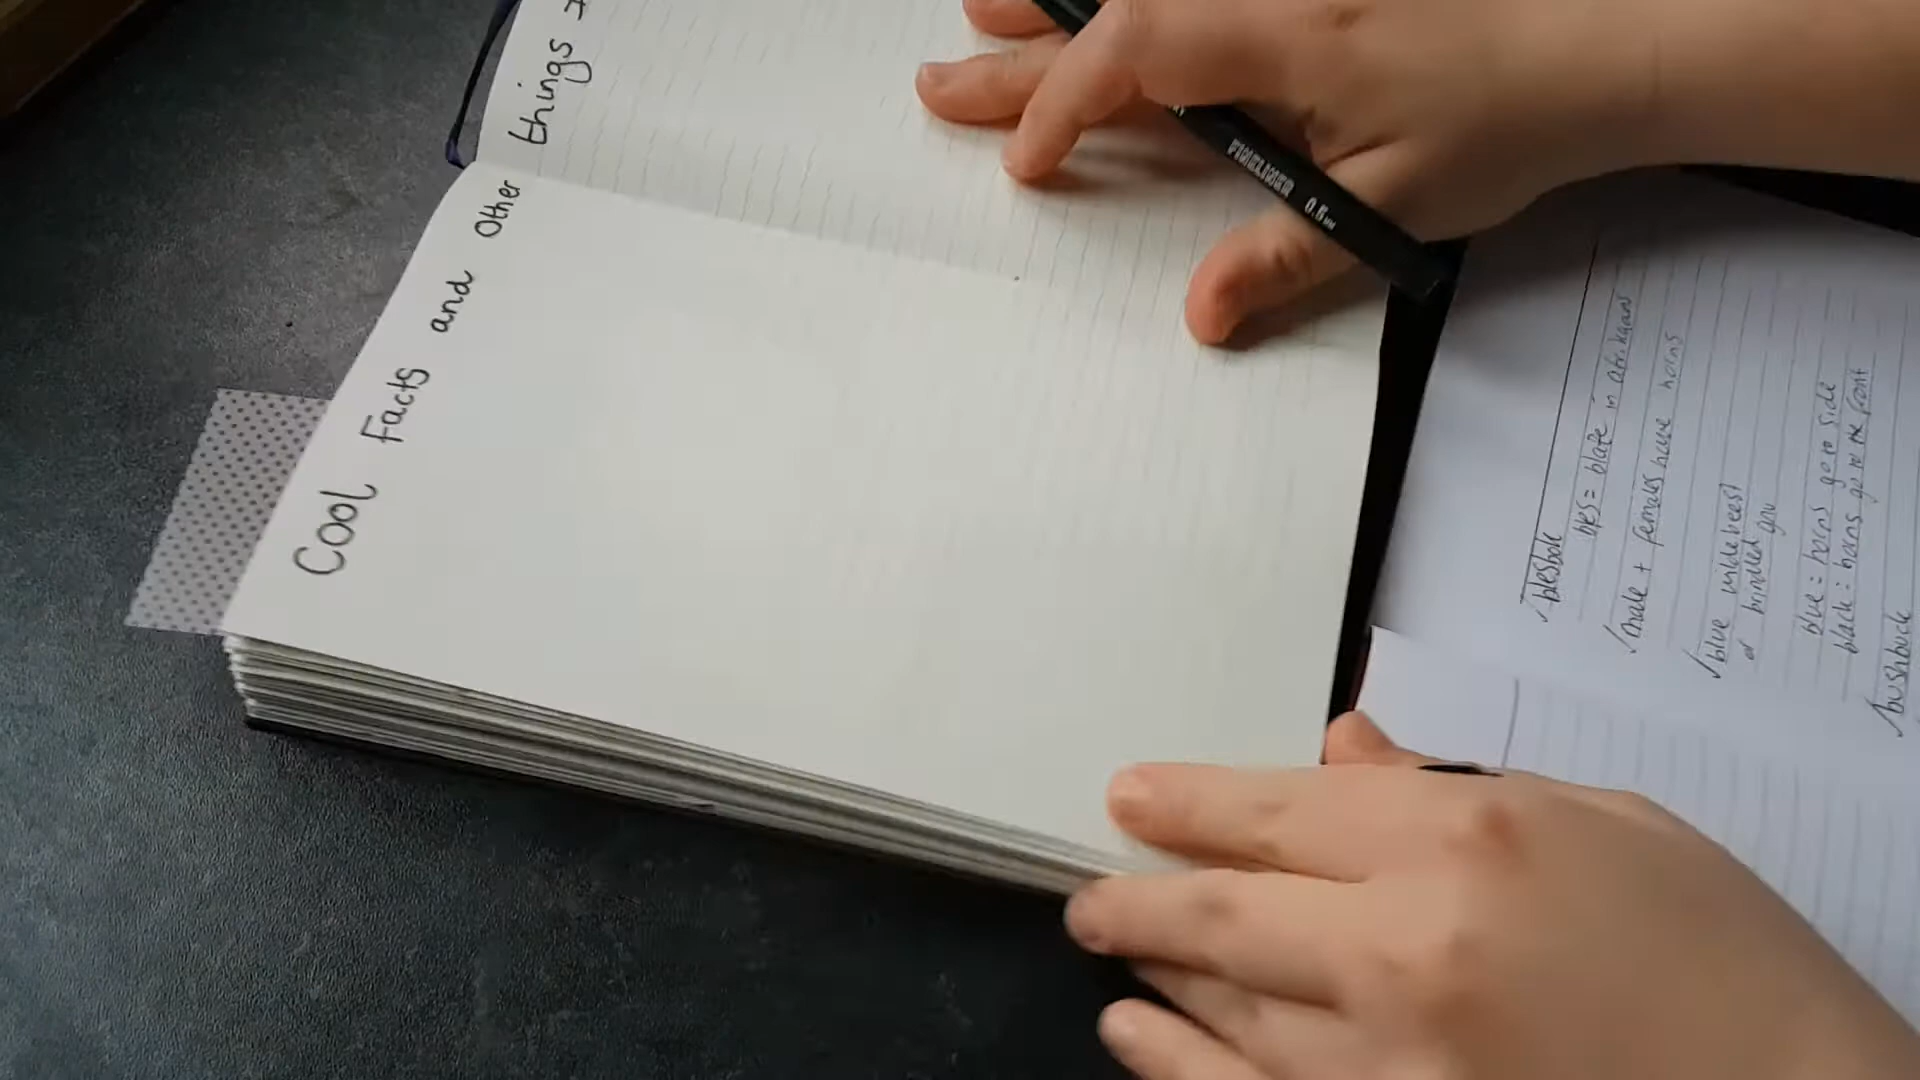 Cool Facts and Other things I
FINELINER 0.5
blesbok
bles = blaze in afrikaans
male + females have horns
blue wildebeest
or brindled gnu
blue: horns go to side
black: horns go to the front
bushbuck